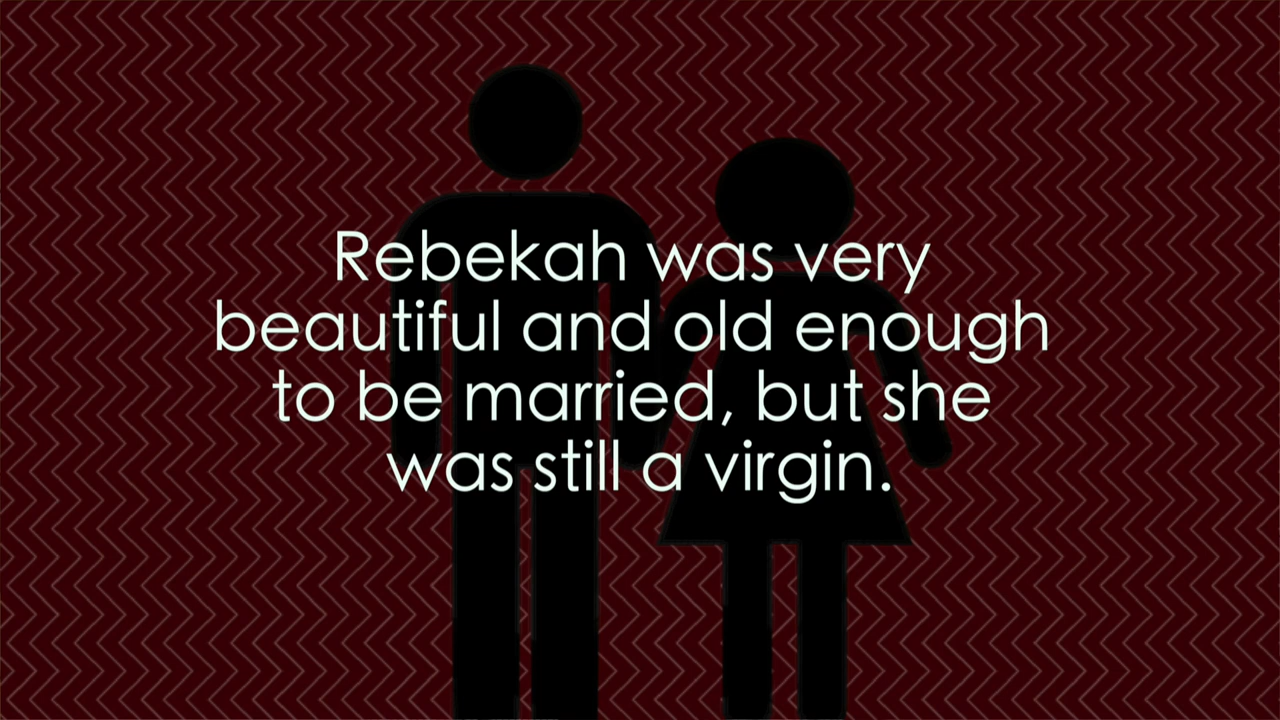 Rebekah was very
beautiful and old enough
to be married, but she
was still a virgin.